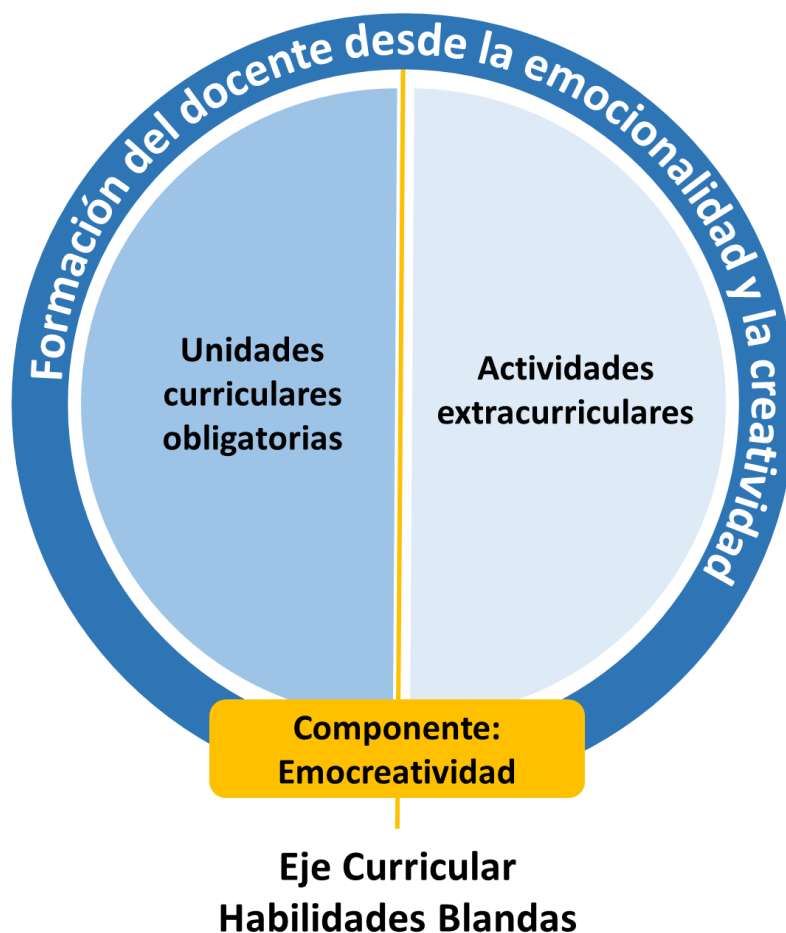 Formación del docente desde la emocionalidad y la creatividad
Unidades
curriculares
obligatorias
Actividades
extracurriculares
Componente:
Emocreatividad
Eje Curricular
Habilidades Blandas